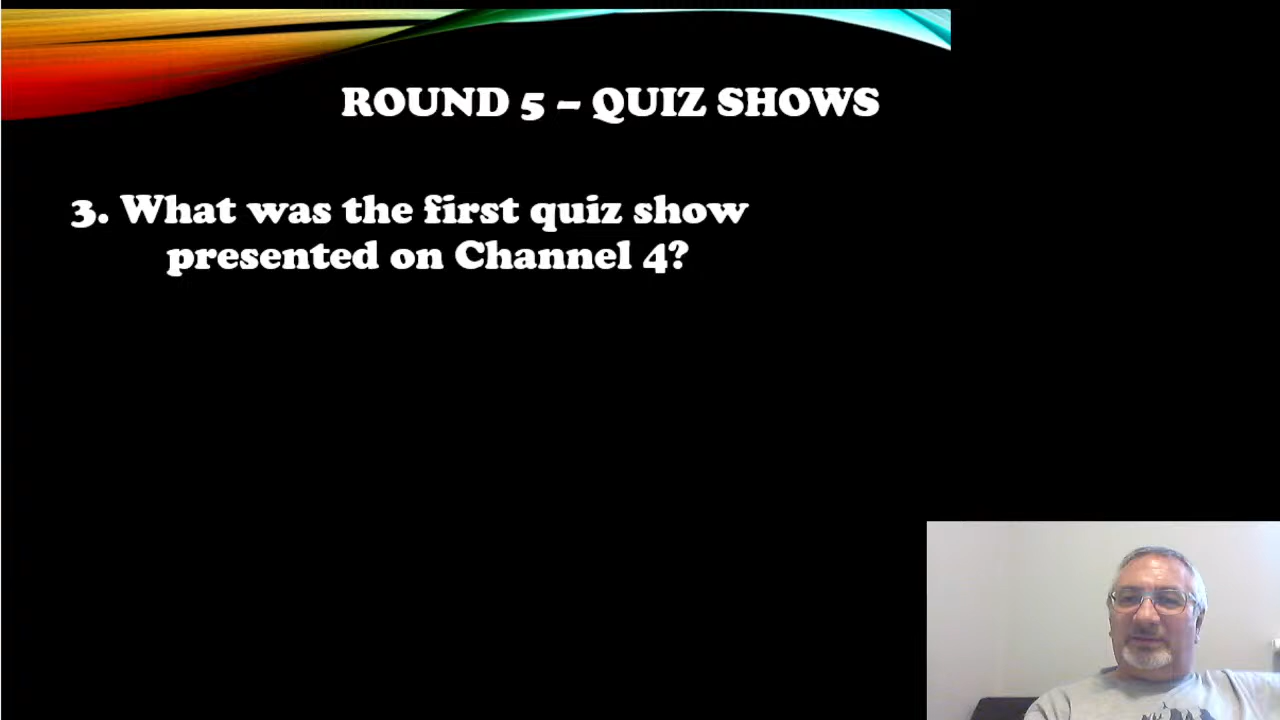 ROUND 5 – QUIZ SHOWS
3. What was the first quiz show
presented on Channel 4?